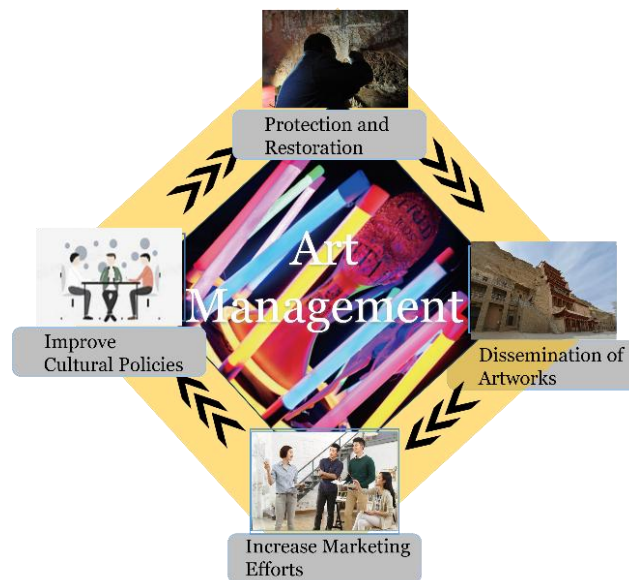 Protection and
Restoration
Art
Management
Improve
Cultural Policies
Dissemination of
Artworks
Increase Marketing
Efforts